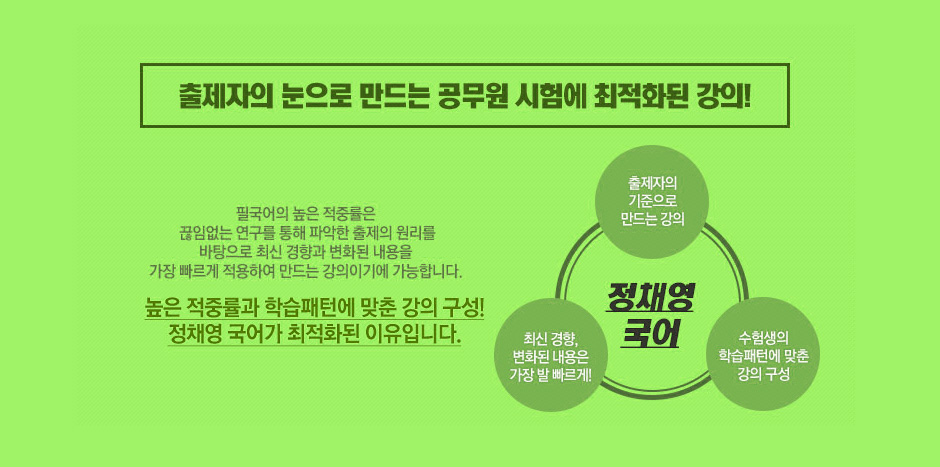 출제자의 눈으로 만드는 공무원 시험에 최적화된 강의!
필국어의 높은 적중률은
끊임없는 연구를 통해 파악한 출제의 원리를
바탕으로 최신 경향과 변화된 내용을
가장 빠르게 적용하여 만드는 강의이기에 가능합니다.
높은 적중률과 학습패턴에 맞춘 강의 구성!
정채영 국어가 최적화된 이유입니다.
출제자의
기준으로
만드는 강의
정채영
국어
최신 경향,
변화된 내용은
가장 발 빠르게!
수험생의
학습패턴에 맞춘
강의 구성